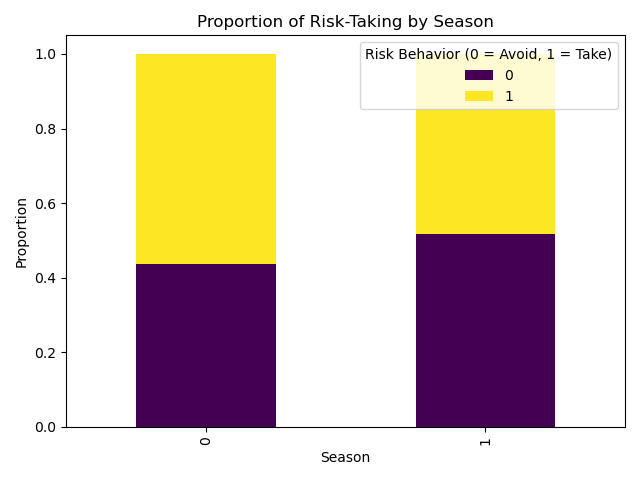 Proportion of Risk-Taking by Season
Risk Behavior (0 = Avoid, 1 = Take)
0
1
1.0
0.8
0.6
0.4
0.2
0.0
Proportion
0
1
Season